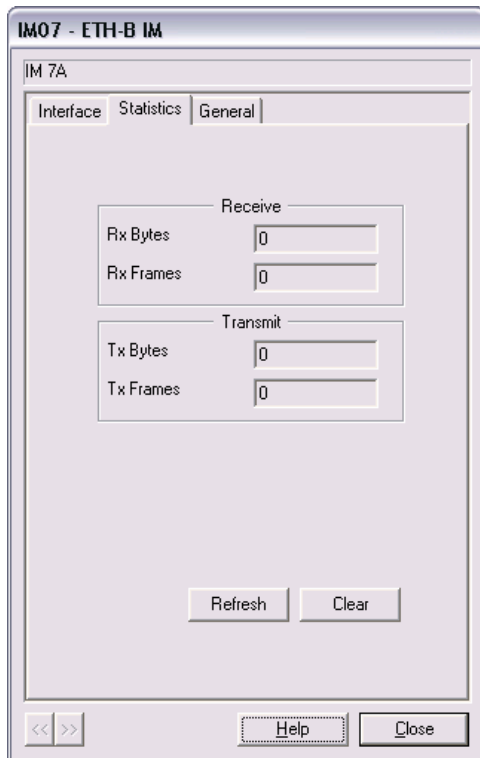 IM07 - ETH-B IM
IM 7A
Interface Statistics General
Receive
Rx Bytes 0
Rx Frames 0
Transmit
Tx Bytes 0
Tx Frames 0
Refresh Clear
<< >> Help Close